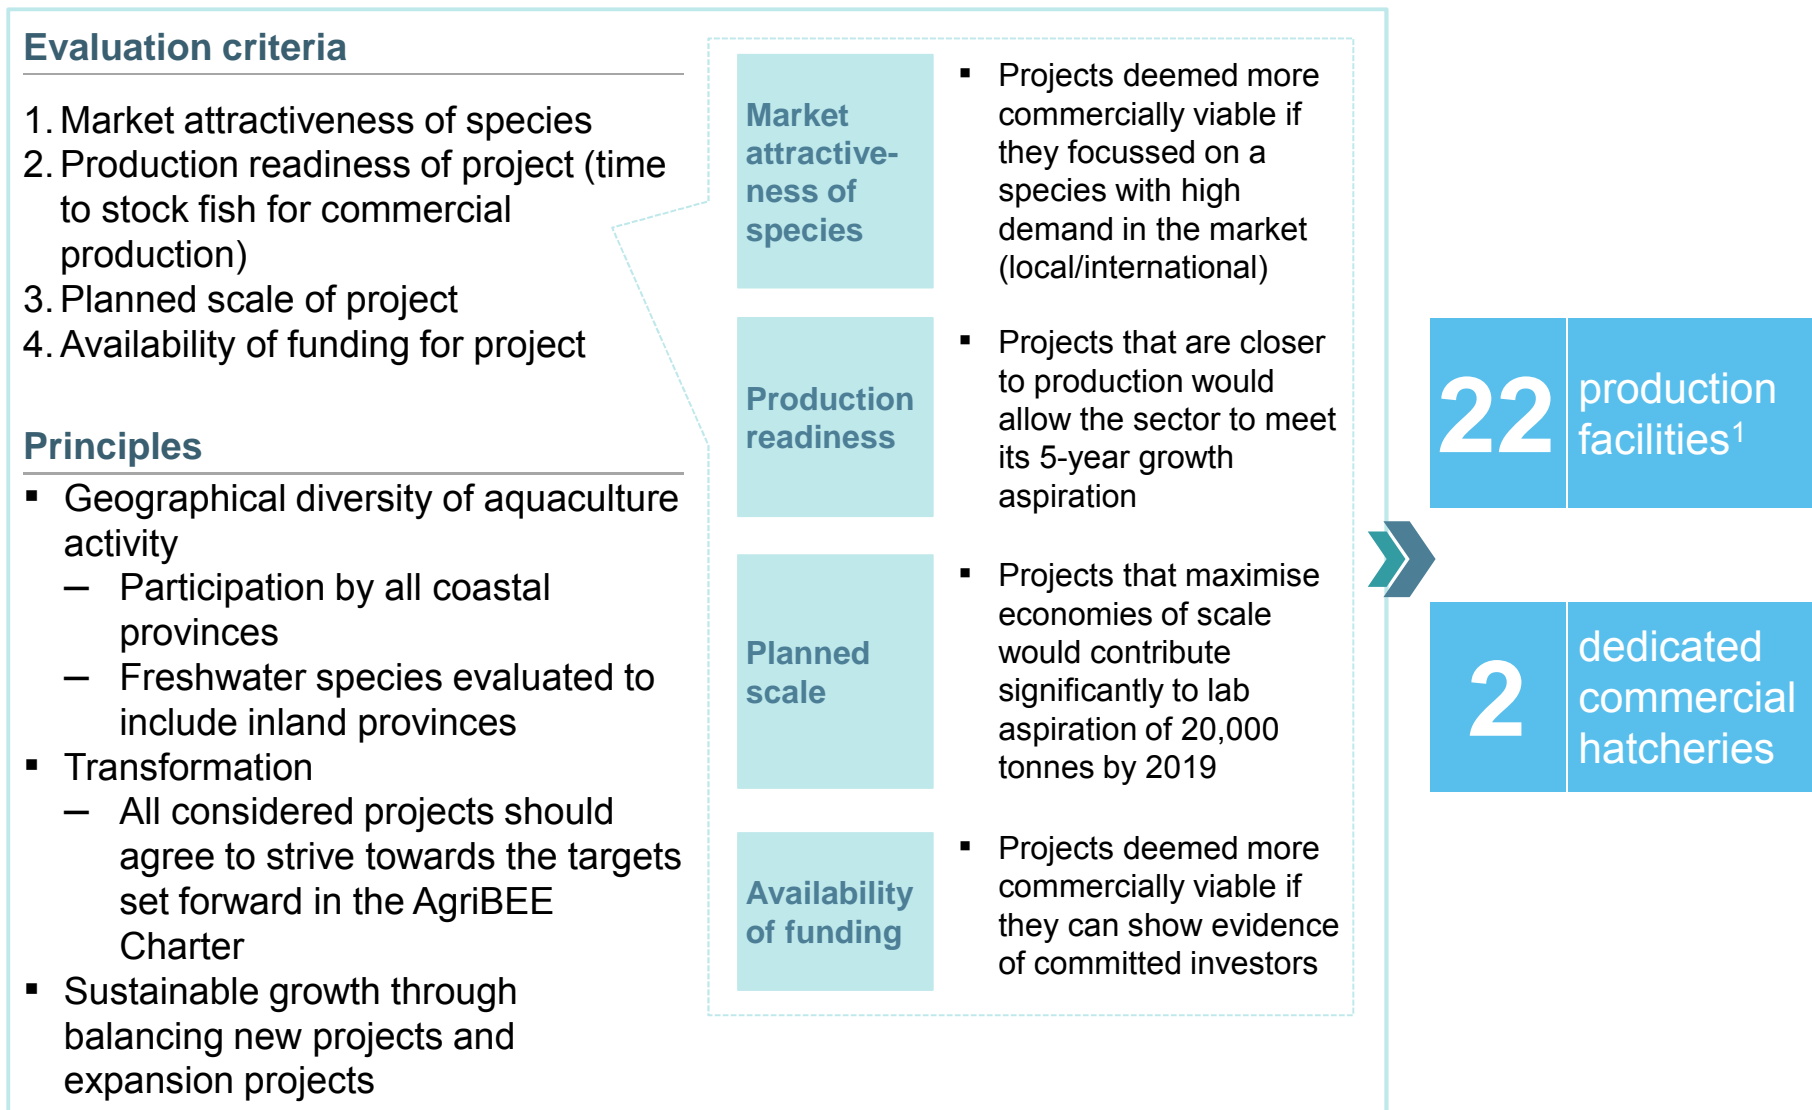 Evaluation criteria
1. Market attractiveness of species
2. Production readiness of project (time
to stock fish for commercial
production)
3. Planned scale of project
4. Availability of funding for project
Principles
▪ Geographical diversity of aquaculture
activity
– Participation by all coastal
provinces
– Freshwater species evaluated to
include inland provinces
▪ Transformation
– All considered projects should
agree to strive towards the targets
set forward in the AgriBEE
Charter
▪ Sustainable growth through
balancing new projects and
expansion projects
Market
attractive-
ness of
species
▪ Projects deemed more
commercially viable if
they focussed on a
species with high
demand in the market
(local/international)
Production
readiness
▪ Projects that are closer
to production would
allow the sector to meet
its 5-year growth
aspiration
Planned
scale
▪ Projects that maximise
economies of scale
would contribute
significantly to lab
aspiration of 20,000
tonnes by 2019
Availability
of funding
▪ Projects deemed more
commercially viable if
they can show evidence
of committed investors
22
production
facilities¹
2
dedicated
commercial
hatcheries